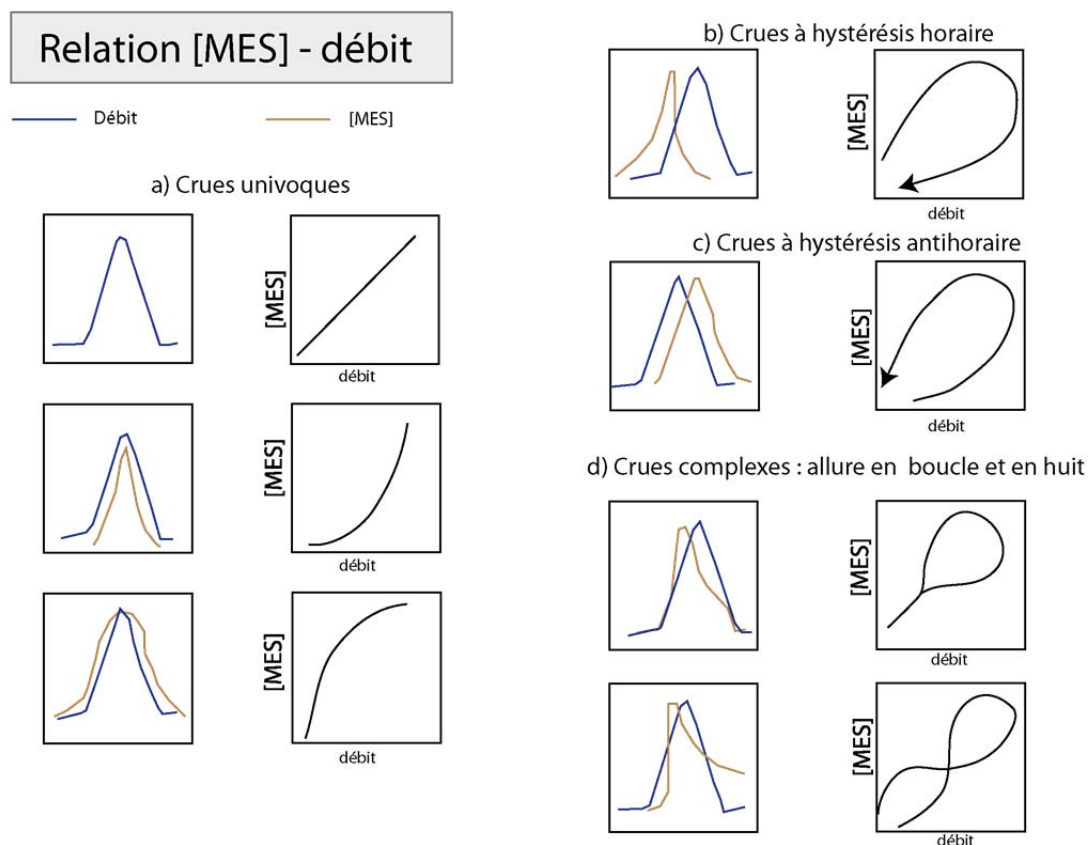 Relation [MES] - débit
Débit
[MES]
a) Crues univoques
[MES]
débit
[MES]
débit
[MES]
débit
b) Crues à hystérésis horaire
[MES]
débit
c) Crues à hystérésis antihoraire
[MES]
débit
d) Crues complexes : allure en boucle et en huit
[MES]
débit
[MES]
débit